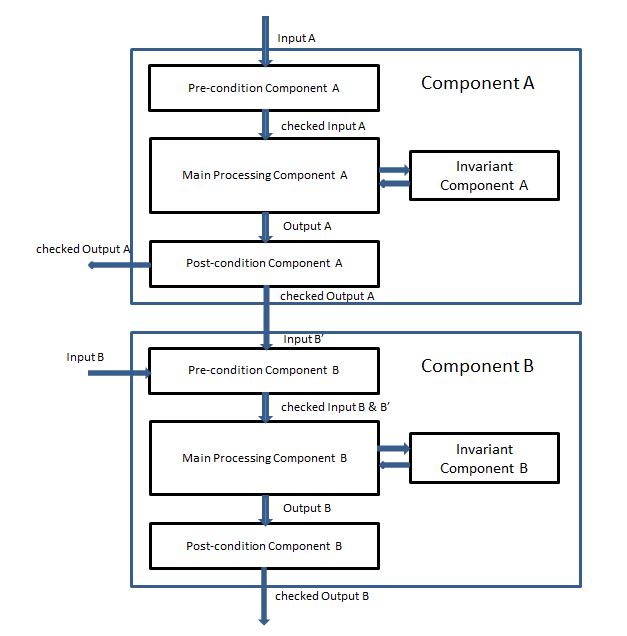 Input A
Component A
Pre-condition Component A
checked Input A
Main Processing Component A
Invariant
Component A
Output A
checked Output A
Post-condition Component A
checked Output A
Input B’
Input B
Pre-condition Component B
Component B
checked Input B & B’
Main Processing Component B
Invariant
Component B
Output B
Post-condition Component B
checked Output B